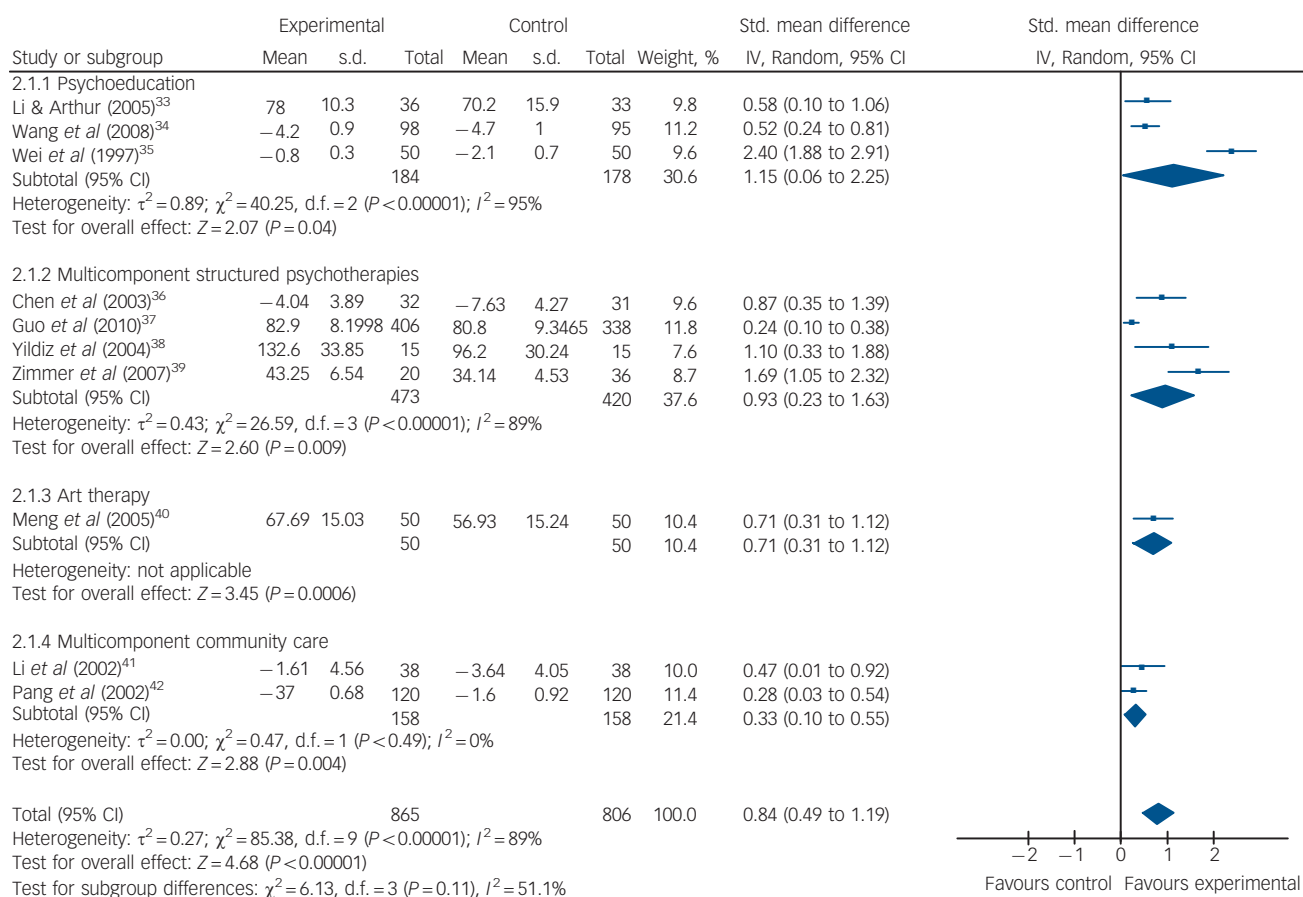 Experimental Control Std. mean difference Std. mean difference
Study or subgroup Mean s.d. Total Mean s.d. Total Weight, % IV, Random, 95% CI IV, Random, 95% CI
2.1.1 Psychoeducation
Li & Arthur (2005)³³ 78 10.3 36 70.2 15.9 33 9.8 0.58 (0.10 to 1.06)
Wang et al (2008)³⁴ −4.2 0.9 98 −4.7 1 95 11.2 0.52 (0.24 to 0.81)
Wei et al (1997)³⁵ −0.8 0.3 50 −2.1 0.7 50 9.6 2.40 (1.88 to 2.91)
Subtotal (95% CI) 184 178 30.6 1.15 (0.06 to 2.25)
Heterogeneity: τ² = 0.89; χ² = 40.25, d.f. = 2 (P < 0.00001); I² = 95%
Test for overall effect: Z = 2.07 (P = 0.04)
2.1.2 Multicomponent structured psychotherapies
Chen et al (2003)³⁶ −4.04 3.89 32 −7.63 4.27 31 9.6 0.87 (0.35 to 1.39)
Guo et al (2010)³⁷ 82.9 8.1998 406 80.8 9.3465 338 11.8 0.24 (0.10 to 0.38)
Yildiz et al (2004)³⁸ 132.6 33.85 15 96.2 30.24 15 7.6 1.10 (0.33 to 1.88)
Zimmer et al (2007)³⁹ 43.25 6.54 20 34.14 4.53 36 8.7 1.69 (1.05 to 2.32)
Subtotal (95% CI) 473 420 37.6 0.93 (0.23 to 1.63)
Heterogeneity: τ² = 0.43; χ² = 26.59, d.f. = 3 (P < 0.00001); I² = 89%
Test for overall effect: Z = 2.60 (P = 0.009)
2.1.3 Art therapy
Meng et al (2005)⁴⁰ 67.69 15.03 50 56.93 15.24 50 10.4 0.71 (0.31 to 1.12)
Subtotal (95% CI) 50 50 10.4 0.71 (0.31 to 1.12)
Heterogeneity: not applicable
Test for overall effect: Z = 3.45 (P = 0.0006)
2.1.4 Multicomponent community care
Li et al (2002)⁴¹ −1.61 4.56 38 −3.64 4.05 38 10.0 0.47 (0.01 to 0.92)
Pang et al (2002)⁴² −37 0.68 120 −1.6 0.92 120 11.4 0.28 (0.03 to 0.54)
Subtotal (95% CI) 158 158 21.4 0.33 (0.10 to 0.55)
Heterogeneity: τ² = 0.00; χ² = 0.47, d.f. = 1 (P < 0.49); I² = 0%
Test for overall effect: Z = 2.88 (P = 0.004)
Total (95% CI) 865 806 100.0 0.84 (0.49 to 1.19)
Heterogeneity: τ² = 0.27; χ² = 85.38, d.f. = 9 (P < 0.00001); I² = 89%
Test for overall effect: Z = 4.68 (P < 0.00001)
Test for subgroup differences: χ² = 6.13, d.f. = 3 (P = 0.11), I² = 51.1%
−2 −1 0 1 2
Favours control Favours experimental